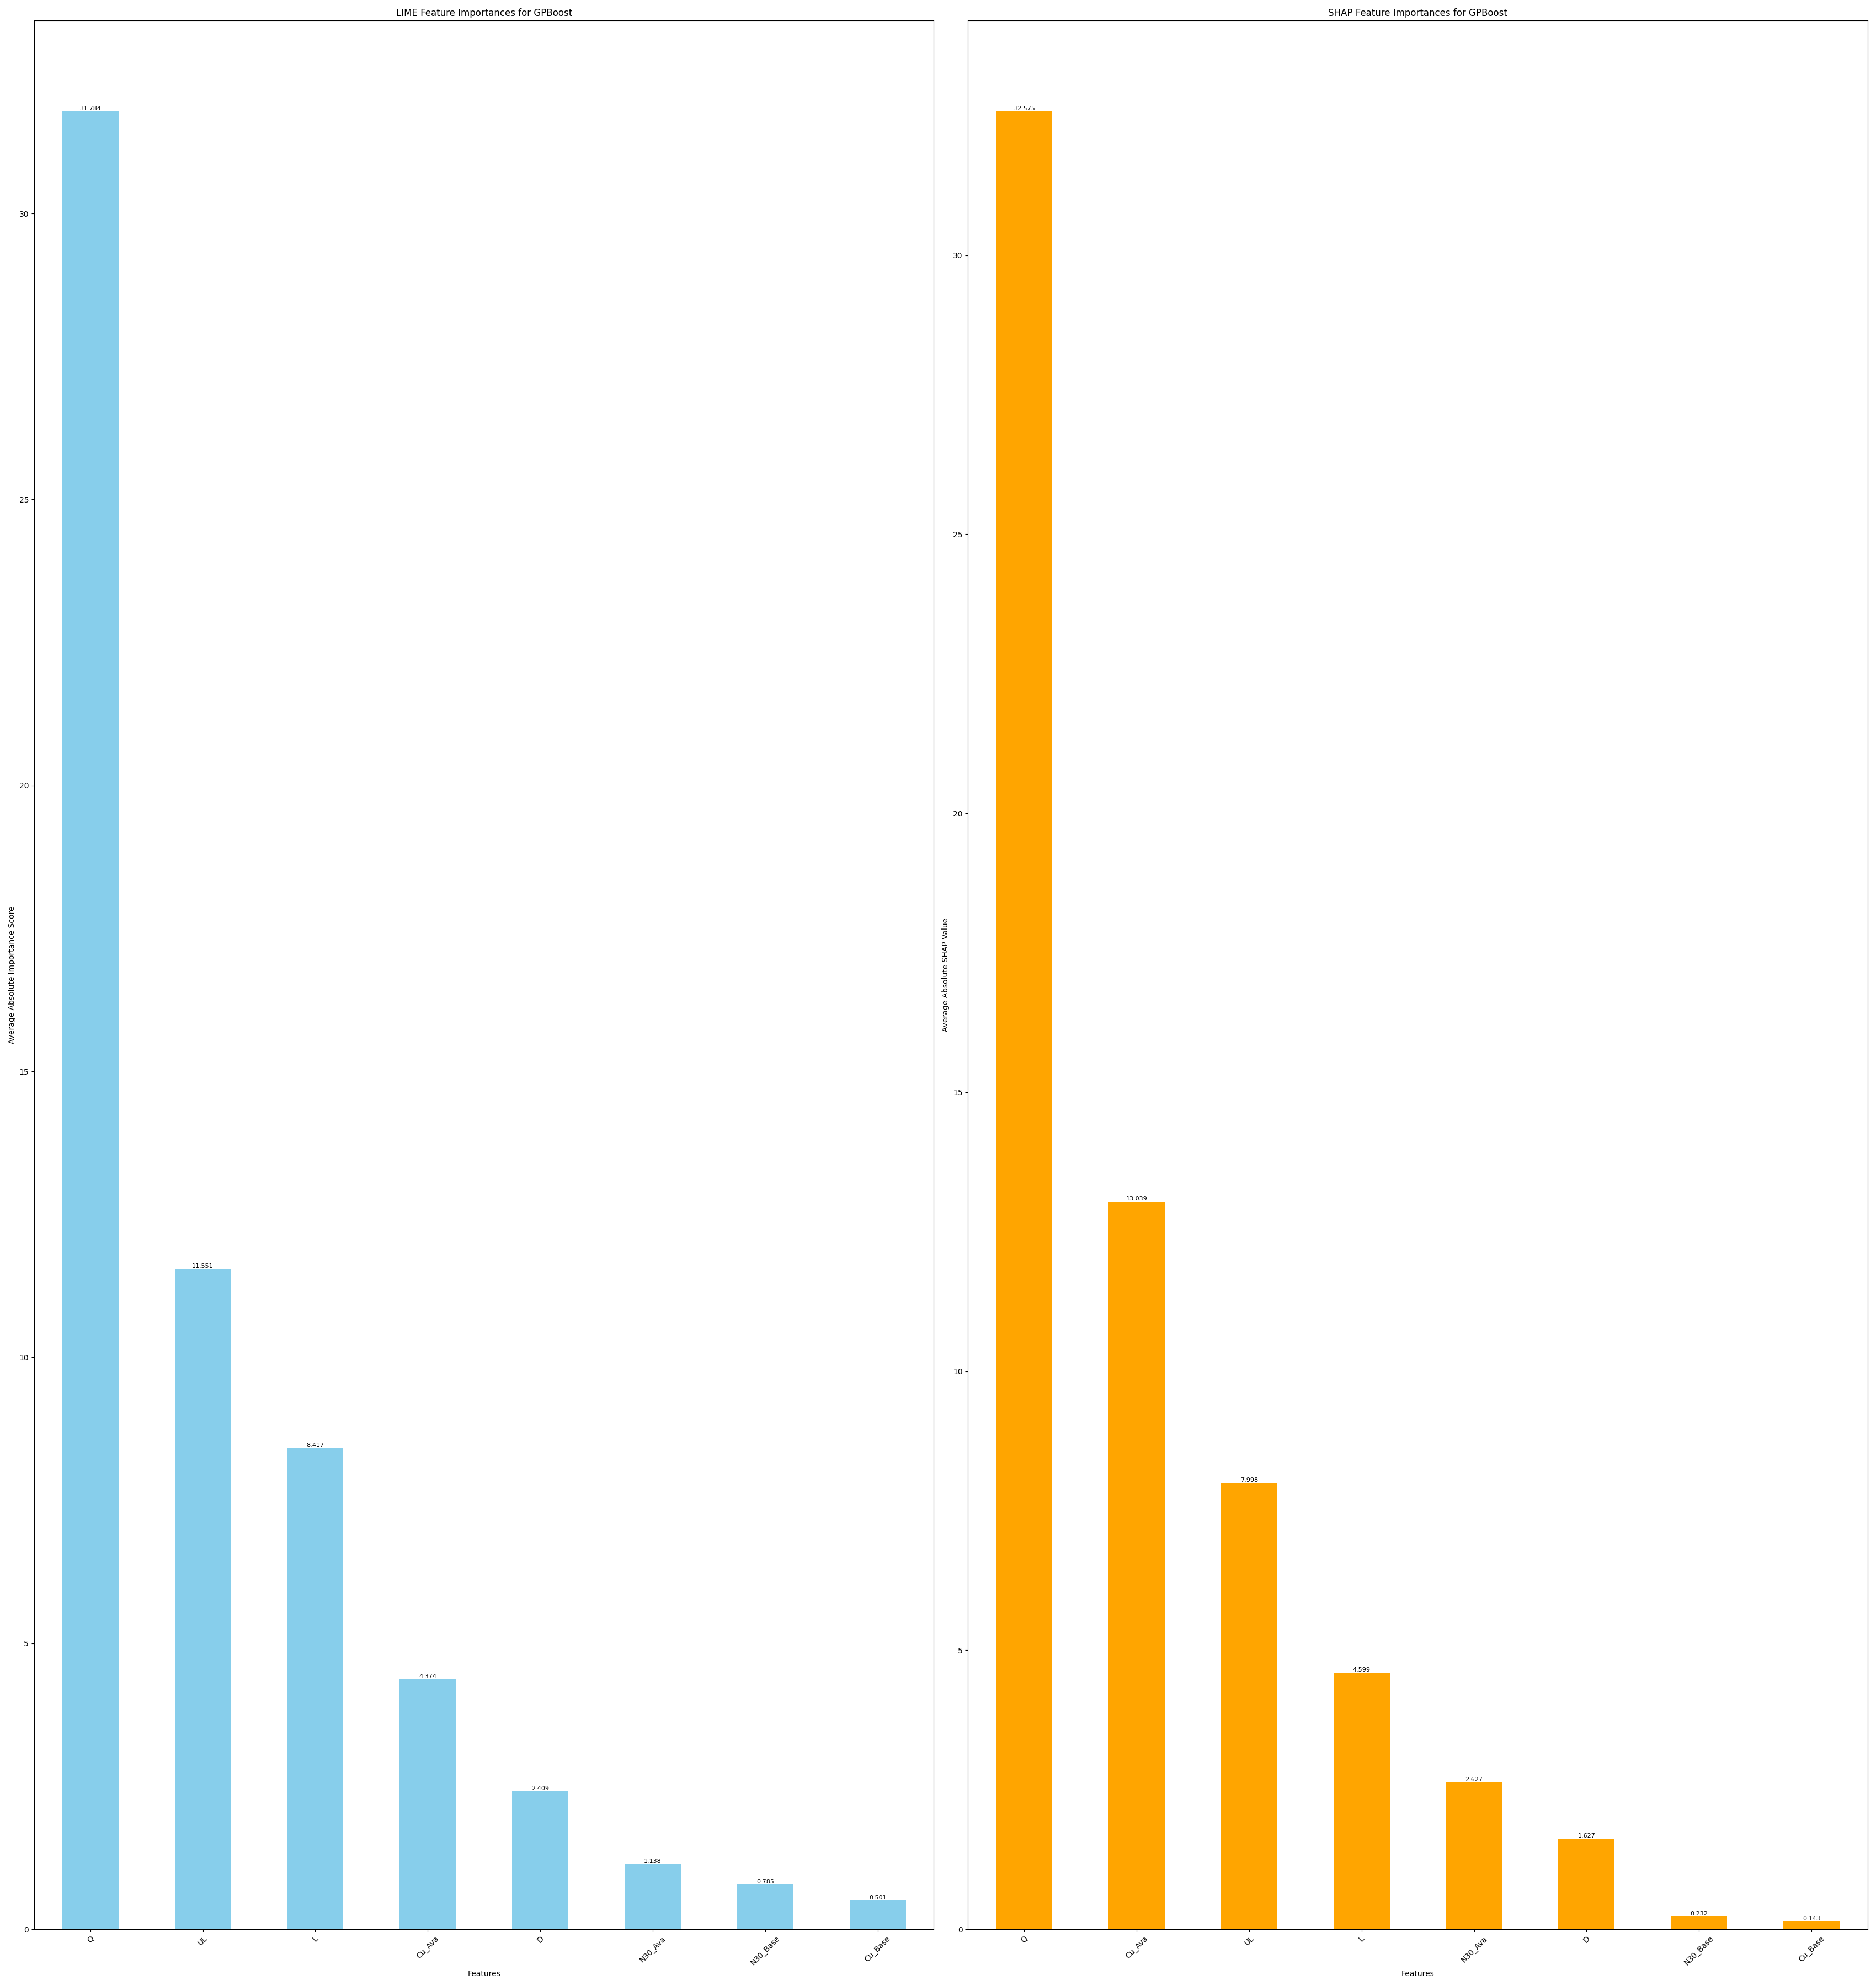 LIME Feature Importances for GPBoost
Average Absolute Importance Score
30
25
20
15
10
5
0
31.784
11.551
8.417
4.374
2.409
1.138
0.785
0.501
Q
UL
L
Cu_Ava
D
N30_Ava
N30_Base
Cu_Base
Features
SHAP Feature Importances for GPBoost
Average Absolute SHAP Value
30
25
20
15
10
5
0
32.575
13.039
7.998
4.599
2.627
1.627
0.232
0.143
Q
Cu_Ava
UL
L
N30_Ava
D
N30_Base
Cu_Base
Features